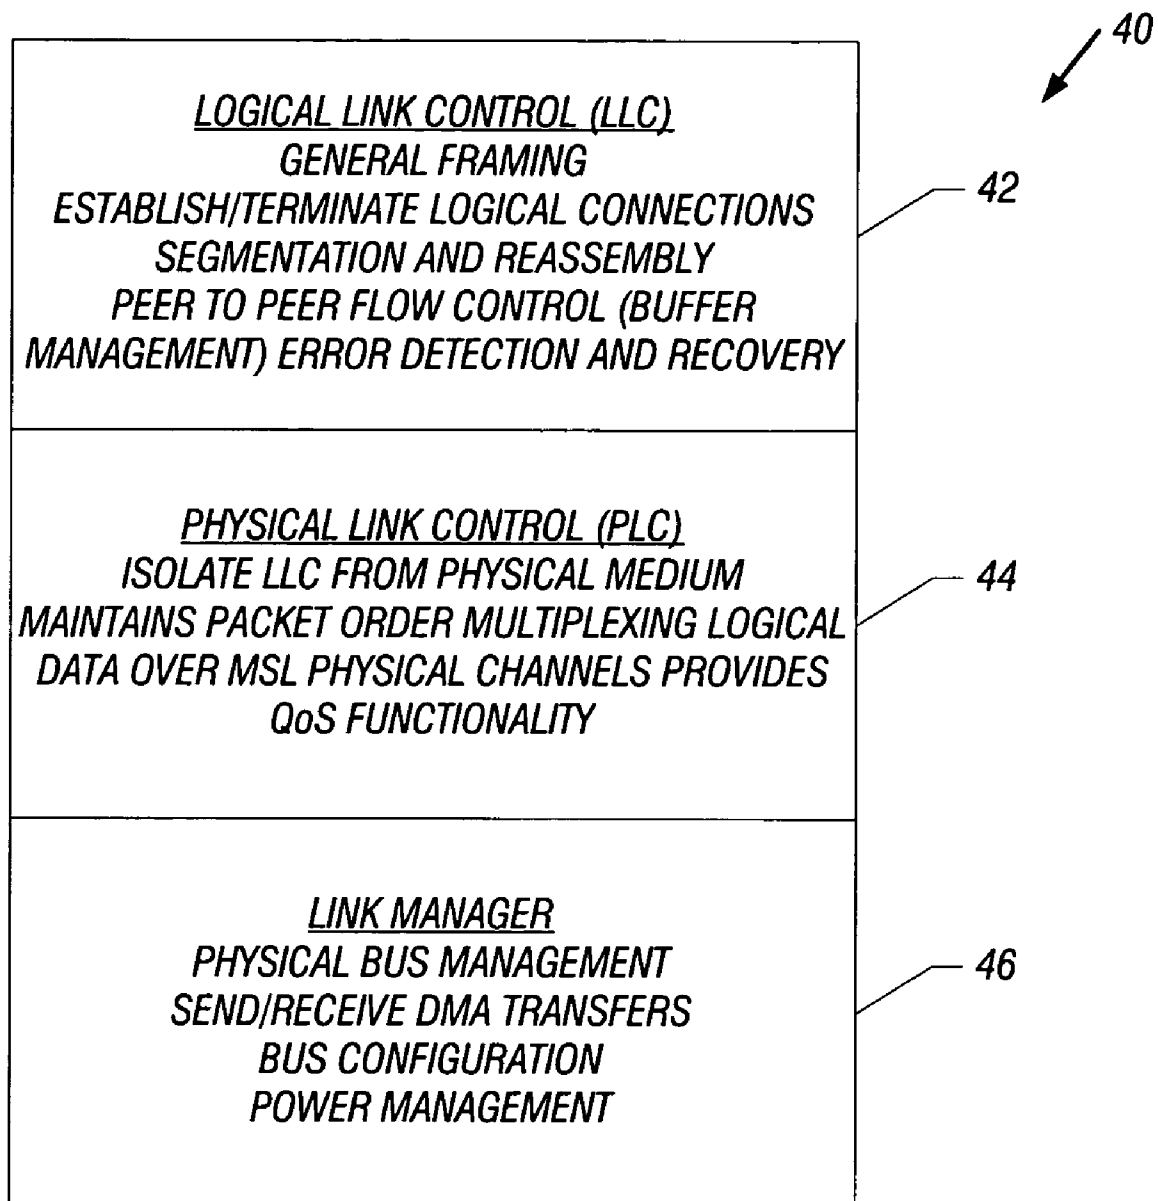 40
LOGICAL LINK CONTROL (LLC)
GENERAL FRAMING
ESTABLISH/TERMINATE LOGICAL CONNECTIONS
SEGMENTATION AND REASSEMBLY
PEER TO PEER FLOW CONTROL (BUFFER
MANAGEMENT) ERROR DETECTION AND RECOVERY
42
PHYSICAL LINK CONTROL (PLC)
ISOLATE LLC FROM PHYSICAL MEDIUM
MAINTAINS PACKET ORDER MULTIPLEXING LOGICAL
DATA OVER MSL PHYSICAL CHANNELS PROVIDES
QoS FUNCTIONALITY
44
LINK MANAGER
PHYSICAL BUS MANAGEMENT
SEND/RECEIVE DMA TRANSFERS
BUS CONFIGURATION
POWER MANAGEMENT
46